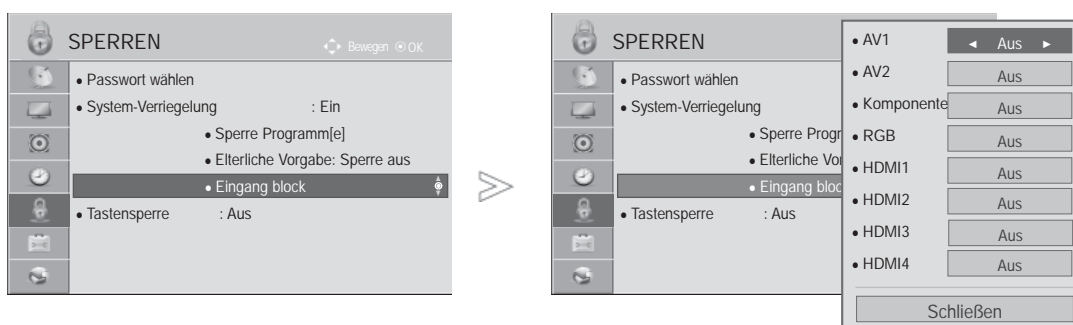 SPERREN
Bewegen OK
• Passwort wählen
• System-Verriegelung : Ein
• Sperre Programm[e]
• Elterliche Vorgabe: Sperre aus
• Eingang block
• Tastensperre : Aus
SPERREN
• Passwort wählen
• System-Verriegelung
• Sperre Progr
• Elterliche Vor
• Eingang bloc
• Tastensperre : Aus
• AV1 ◄ Aus ►
• AV2 Aus
• Komponente Aus
• RGB Aus
• HDMI1 Aus
• HDMI2 Aus
• HDMI3 Aus
• HDMI4 Aus
Schließen